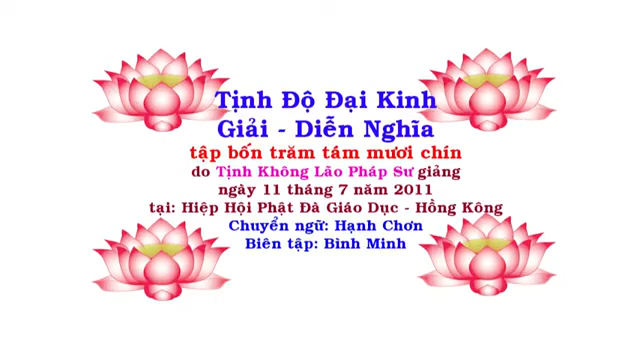 Tịnh Độ Đại Kinh
Giải - Diễn Nghĩa
tập bốn trăm tám mươi chín
do Tịnh Không Lão Pháp Sư giảng
ngày 11 tháng 7 năm 2011
tại: Hiệp Hội Phật Đà Giáo Dục - Hồng Kông
Chuyển ngữ: Hạnh Chơn
Biên tập: Bình Minh